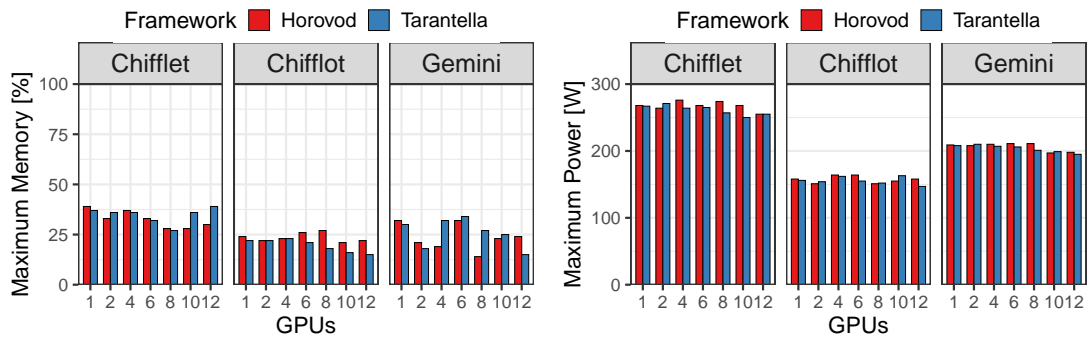 Framework Horovod Tarantella
Chifflet Chifflot Gemini
Maximum Memory [%]
100
75
50
25
0
1 2 4 6 8 10 12 1 2 4 6 8 10 12 1 2 4 6 8 10 12
GPUs
Framework Horovod Tarantella
Chifflet Chifflot Gemini
Maximum Power [W]
300
200
100
0
1 2 4 6 8 10 12 1 2 4 6 8 10 12 1 2 4 6 8 10 12
GPUs